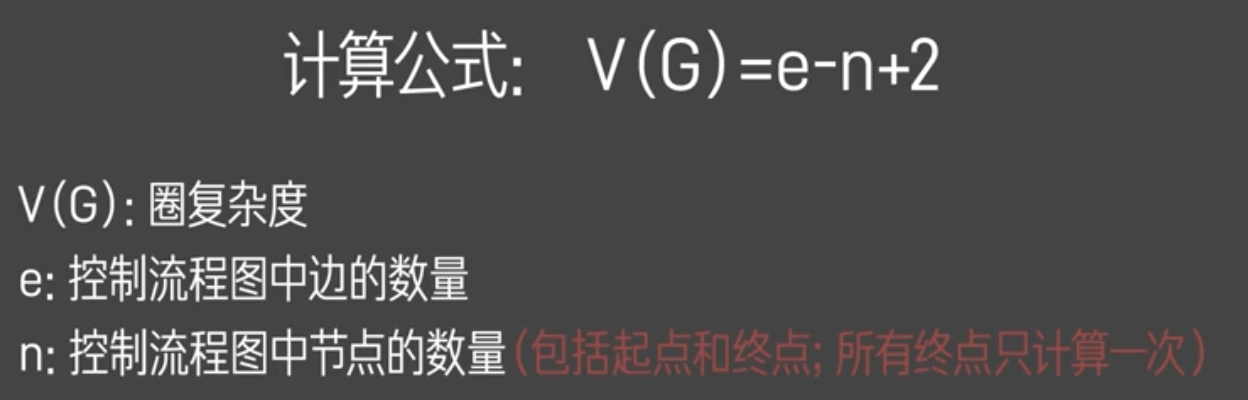 计算公式: V(G)=e-n+2
V(G): 圈复杂度
e: 控制流程图中边的数量
n: 控制流程图中节点的数量(包括起点和终点; 所有终点只计算一次)